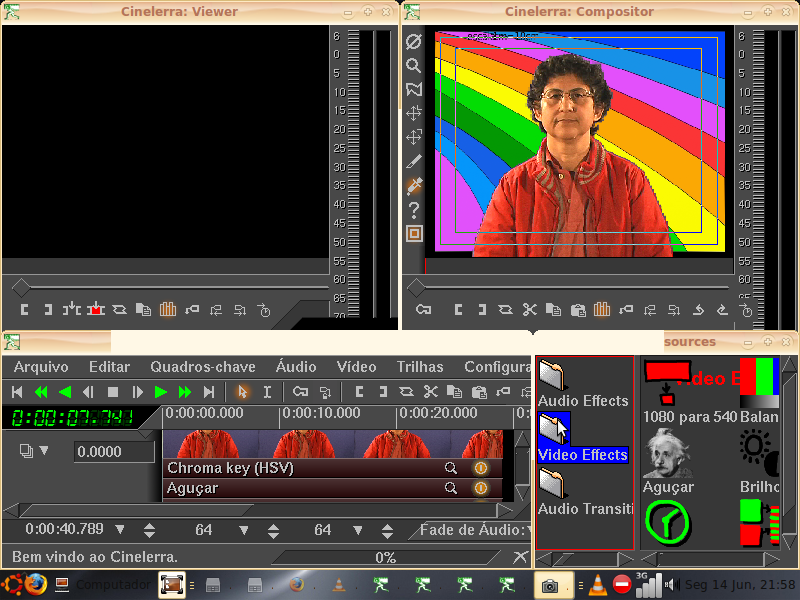 Cinelerra: Viewer
Cinelerra: Compositor
6
0
5
10
15
20
25
30
35
40
45
50
55
60
65
70
6
0
5
10
15
20
25
30
35
40
45
50
55
60
65
sources
Arquivo Editar Quadros-chave Áudio Vídeo Trilhas Configura
0:00:07.741
0:00:00.000 0:00:10.000 0:00:20.000 0:0
0.0000
Chroma key (HSV)
Aguçar
0:00:40.789 64 64 Fade de Áudio:
Bem vindo ao Cinelerra. 0%
Audio Effects
Video Effects
Audio Transiti
1080 para 540
Balan
Aguçar
Brilho
Computador
3G
Seg 14 Jun, 21:58